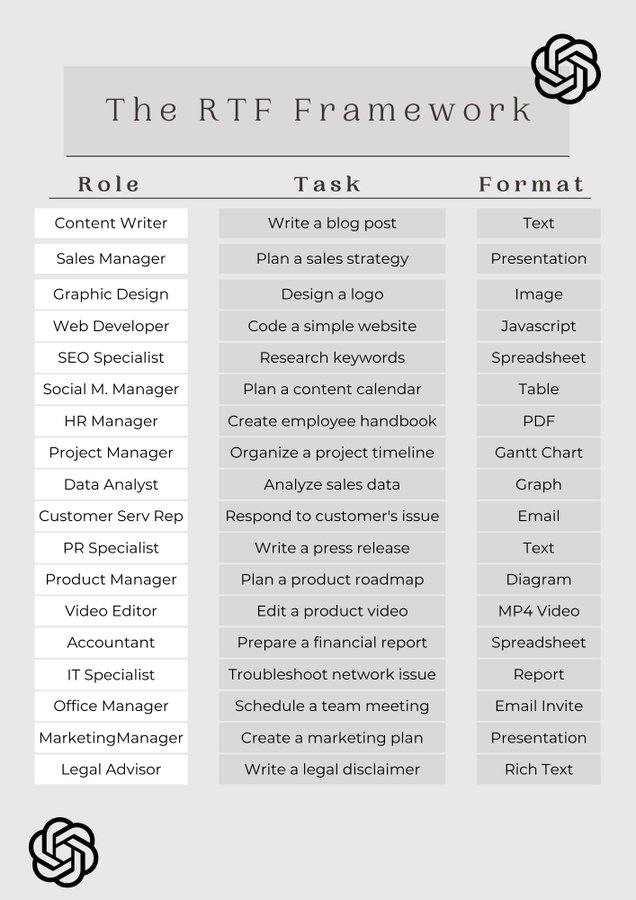 The RTF Framework
Role Task Format
Content Writer Write a blog post Text
Sales Manager Plan a sales strategy Presentation
Graphic Design Design a logo Image
Web Developer Code a simple website Javascript
SEO Specialist Research keywords Spreadsheet
Social M. Manager Plan a content calendar Table
HR Manager Create employee handbook PDF
Project Manager Organize a project timeline Gantt Chart
Data Analyst Analyze sales data Graph
Customer Serv Rep Respond to customer's issue Email
PR Specialist Write a press release Text
Product Manager Plan a product roadmap Diagram
Video Editor Edit a product video MP4 Video
Accountant Prepare a financial report Spreadsheet
IT Specialist Troubleshoot network issue Report
Office Manager Schedule a team meeting Email Invite
MarketingManager Create a marketing plan Presentation
Legal Advisor Write a legal disclaimer Rich Text